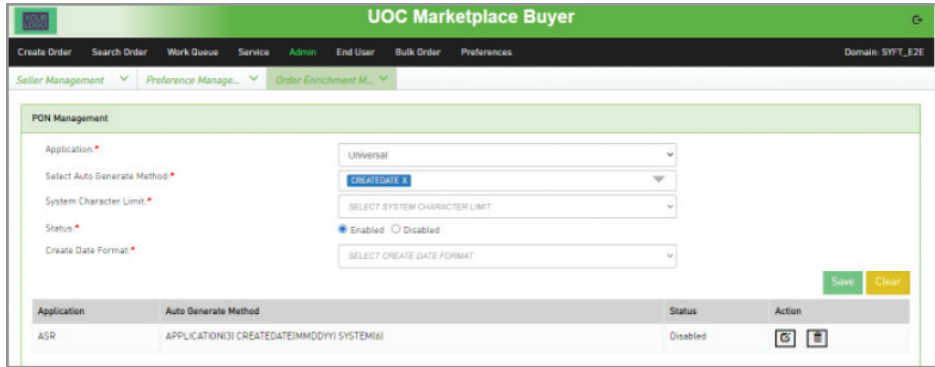 YOUR LOGO
UOC Marketplace Buyer
Create Order Search Order Work Queue Service Admin End User Bulk Order Preferences Domain: SYFT_E2E
Seller Management Preference Manage... Order Enrichment M...
PON Management
Application:*
Universal
Select Auto Generate Method:*
CREATEDATE X
System Character Limit:*
SELECT SYSTEM CHARACTER LIMIT
Status:*
Enabled Disabled
Create Date Format:*
SELECT CREATE DATE FORMAT
Save Clear
Application Auto Generate Method Status Action
ASR APPLICATION(3) CREATEDATE(MMDDYY) SYSTEM(6) Disabled